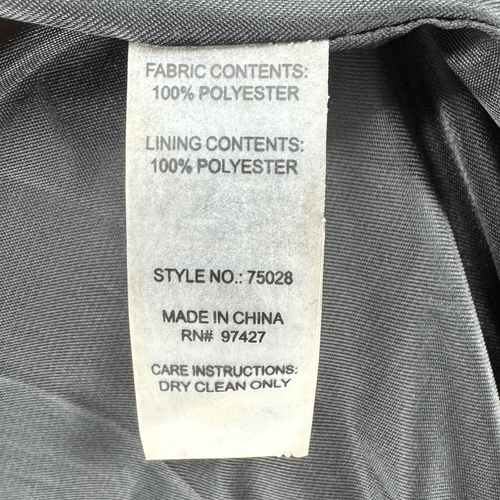 FABRIC CONTENTS:
100% POLYESTER
LINING CONTENTS:
100% POLYESTER
STYLE NO.: 75028
MADE IN CHINA
RN# 97427
CARE INSTRUCTIONS:
DRY CLEAN ONLY